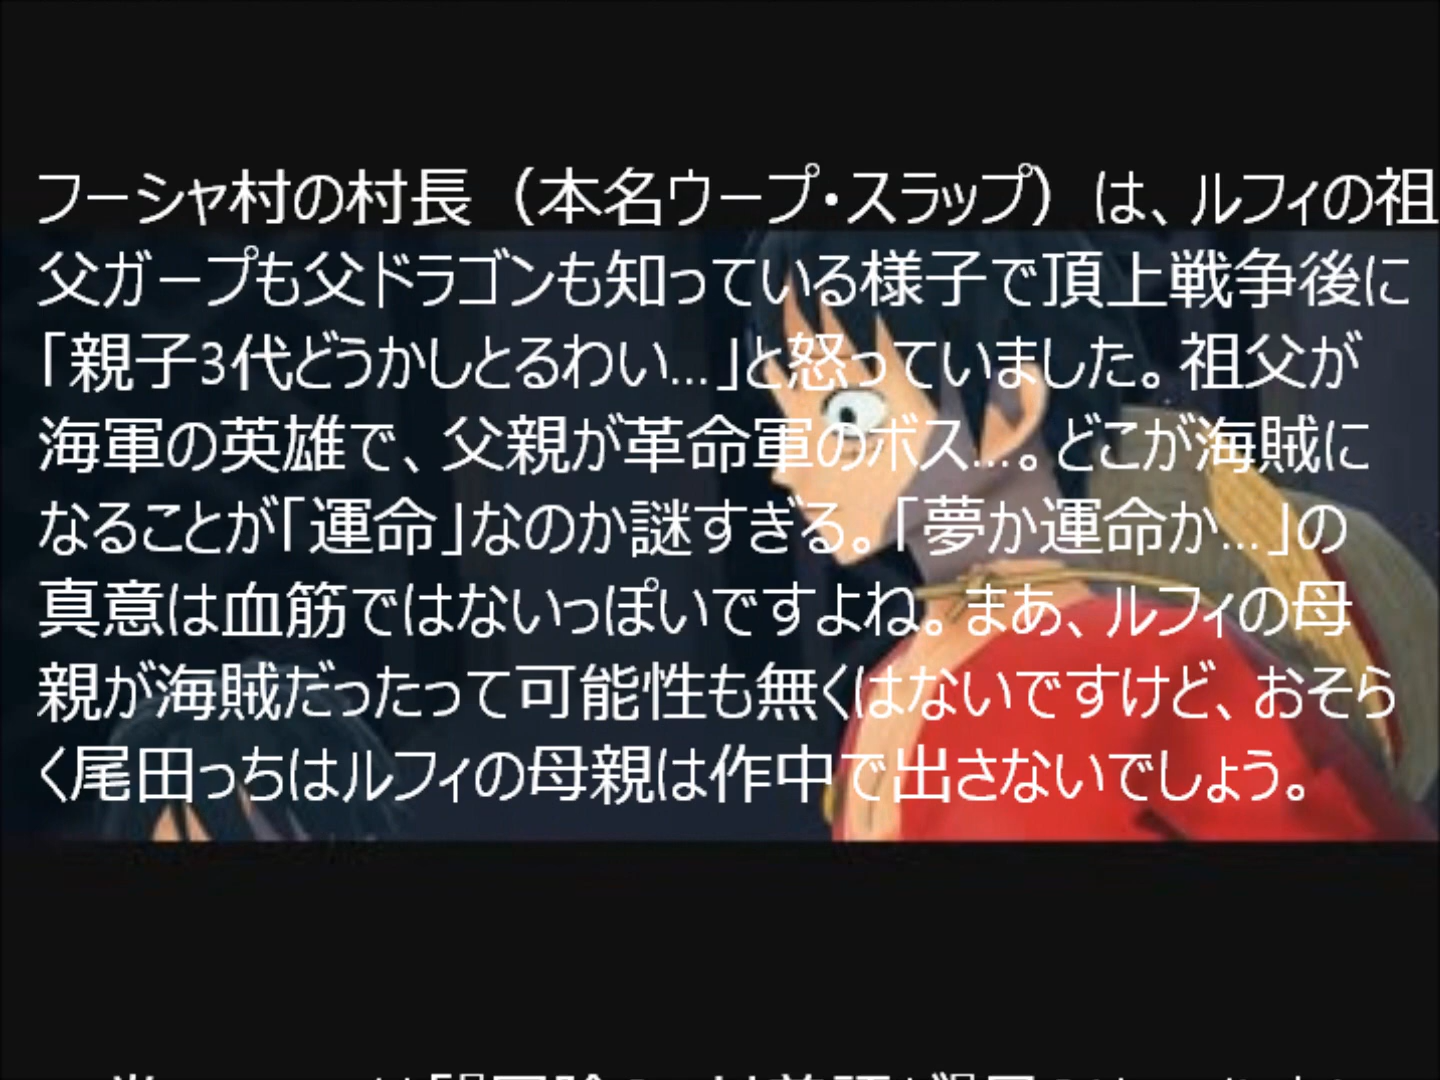 フーシャ村の村長（本名ウープ・スラップ）は、ルフィの祖
父ガープも父ドラゴンも知っている様子で頂上戦争後に
「親子3代どうかしとるわい…」と怒っていました。祖父が
海軍の英雄で、父親が革命軍のボス…。どこが海賊に
なることが「運命」なのか謎すぎる。「夢か運命か…」の
真意は血筋ではないっぽいですよね。まあ、ルフィの母
親が海賊だったって可能性も無くはないですけど、おそら
く尾田っちはルフィの母親は作中で出さないでしょう。